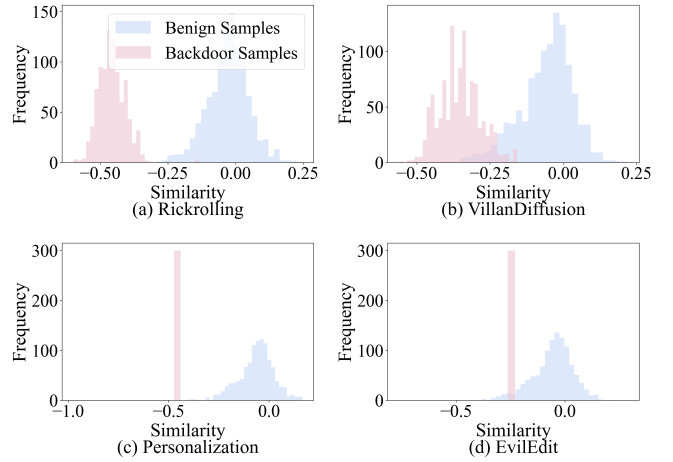 Benign Samples
Backdoor Samples
Frequency
150
100
50
0
−0.50 −0.25 0.00 0.25
Similarity
(a) Rickrolling
Frequency
100
50
0
−0.50 −0.25 0.00 0.25
Similarity
(b) VillanDiffusion
Frequency
300
200
100
0
−1.0 −0.5 0.0
Similarity
(c) Personalization
Frequency
300
200
100
0
−0.5 0.0
Similarity
(d) EvilEdit